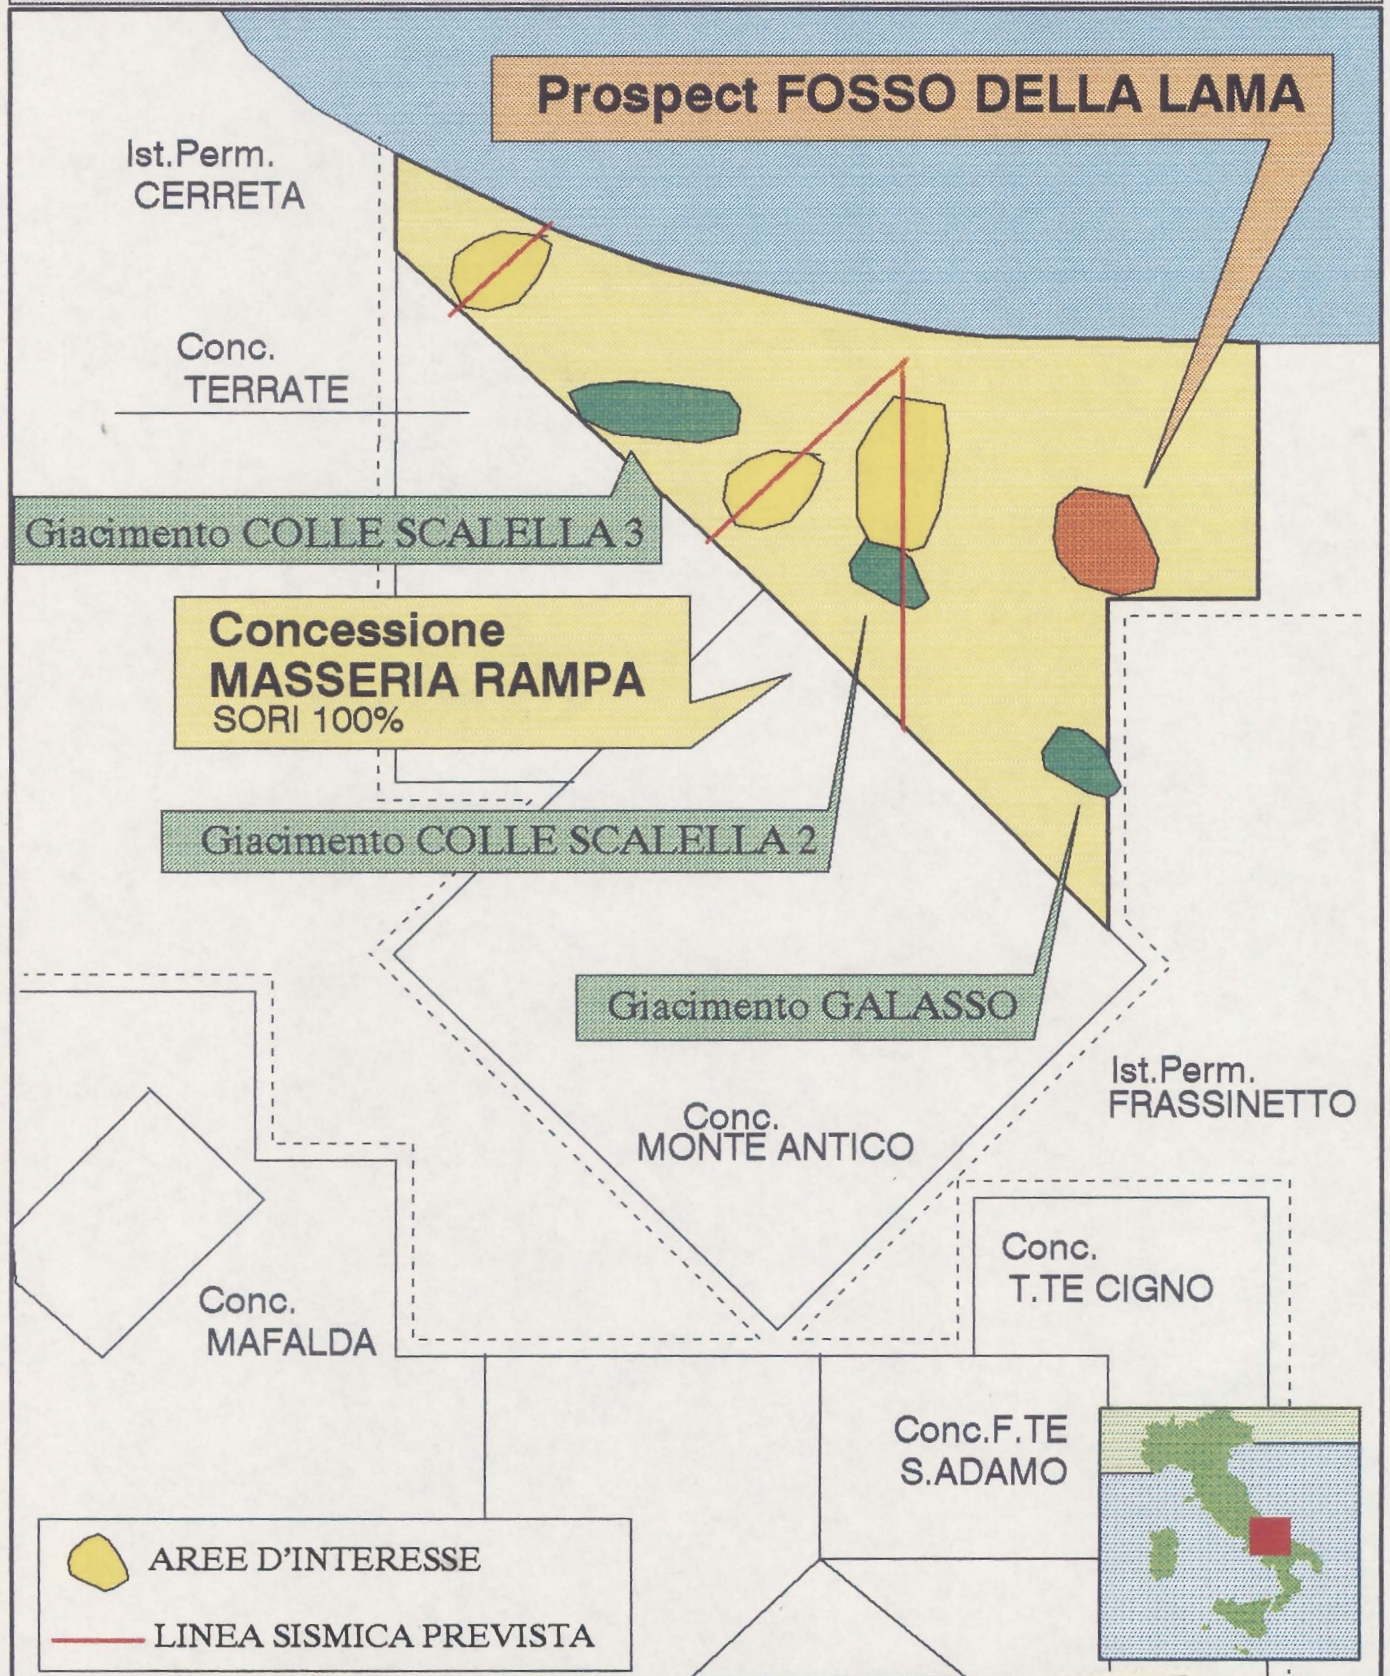 Prospect FOSSO DELLA LAMA
Ist.Perm.
CERRETA
Conc.
TERRATE
Giacimento COLLE SCALELLA 3
Concessione
MASSERIA RAMPA
SORI 100%
Giacimento COLLE SCALELLA 2
Giacimento GALASSO
Ist.Perm.
FRASSINETTO
Conc.
MONTE ANTICO
Conc.
T.TE CIGNO
Conc.
MAFALDA
Conc.F.TE
S.ADAMO
AREE D'INTERESSE
LINEA SISMICA PREVISTA